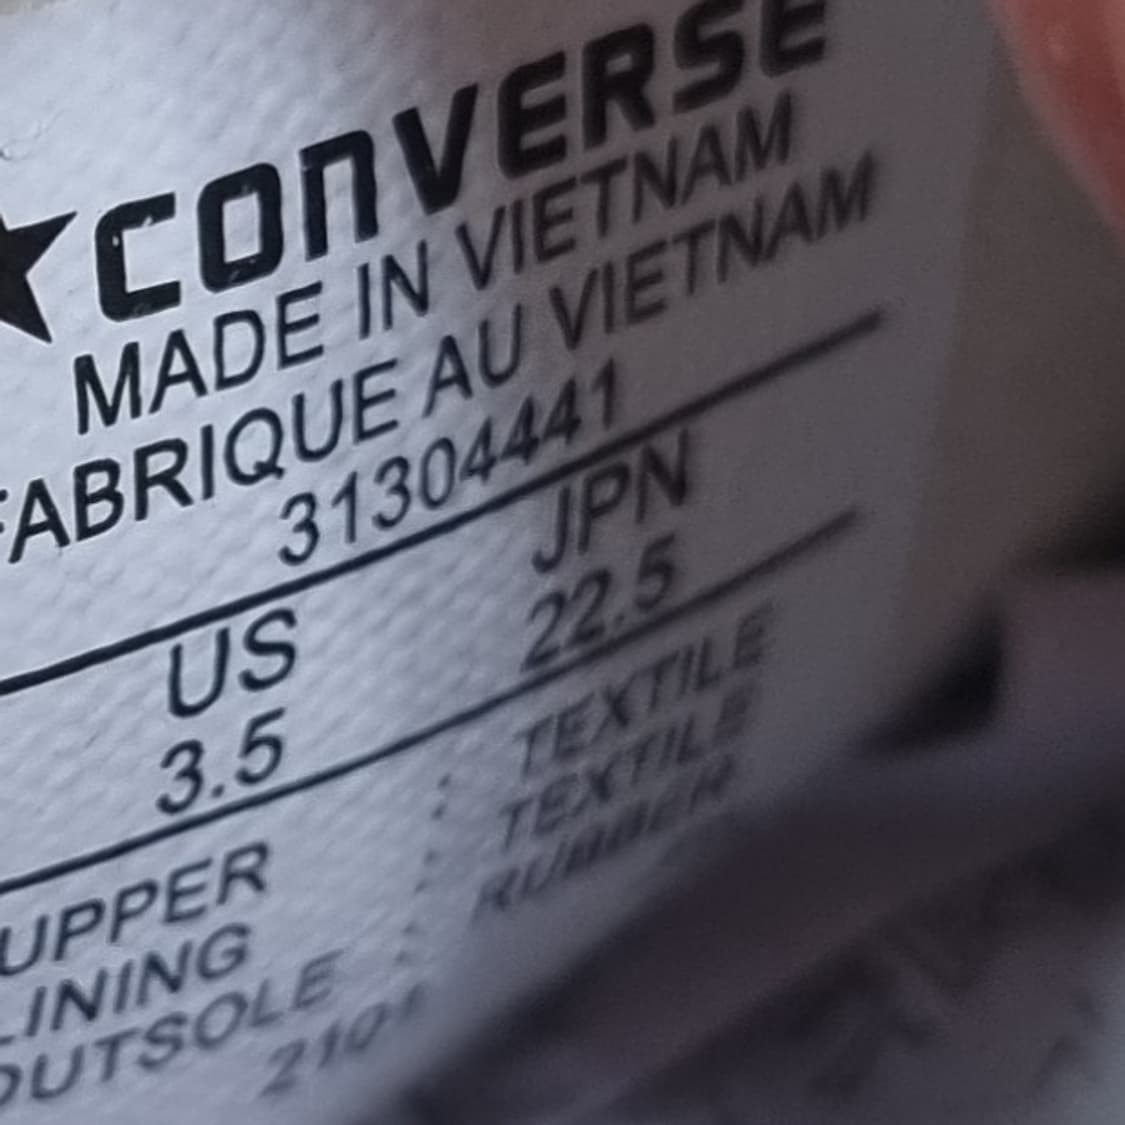 CONVERSE
MADE IN VIETNAM
FABRIQUE AU VIETNAM
31304441
US JPN
3.5 22.5
UPPER : TEXTILE
LINING : TEXTILE
OUTSOLE : RUBBER